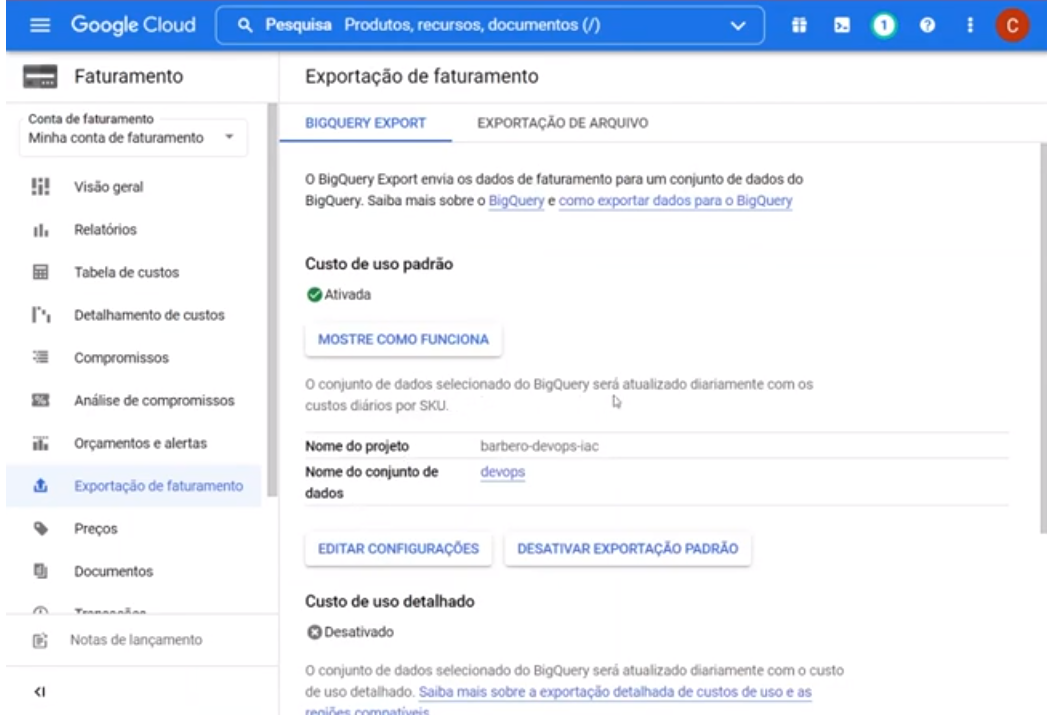 Google Cloud
Pesquisa Produtos, recursos, documentos (/)
1
C
Faturamento
Conta de faturamento
Minha conta de faturamento
Visão geral
Relatórios
Tabela de custos
Detalhamento de custos
Compromissos
Análise de compromissos
Orçamentos e alertas
Exportação de faturamento
Preços
Documentos
Transações
Notas de lançamento
Exportação de faturamento
BIGQUERY EXPORT
EXPORTAÇÃO DE ARQUIVO
O BigQuery Export envia os dados de faturamento para um conjunto de dados do
BigQuery. Saiba mais sobre o BigQuery e como exportar dados para o BigQuery
Custo de uso padrão
Ativada
MOSTRE COMO FUNCIONA
O conjunto de dados selecionado do BigQuery será atualizado diariamente com os
custos diários por SKU.
Nome do projeto barbero-devops-iac
Nome do conjunto de devops
dados
EDITAR CONFIGURAÇÕES
DESATIVAR EXPORTAÇÃO PADRÃO
Custo de uso detalhado
Desativado
O conjunto de dados selecionado do BigQuery será atualizado diariamente com o custo
de uso detalhado. Saiba mais sobre a exportação detalhada de custos de uso e as
regiões compatíveis